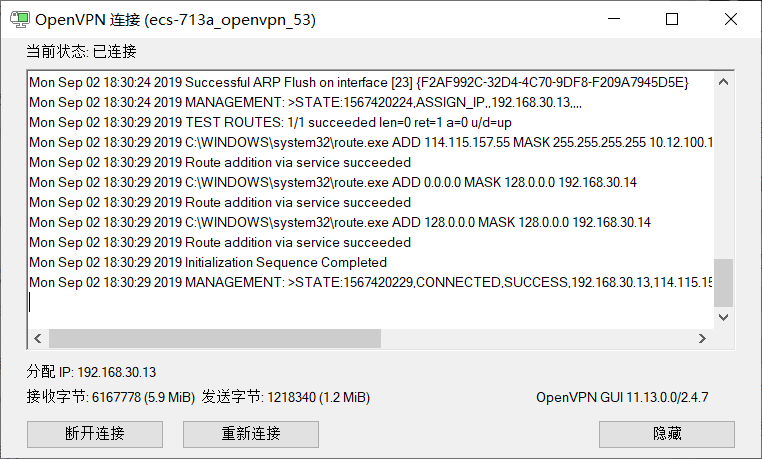 OpenVPN 连接 (ecs-713a_openvpn_53)
当前状态: 已连接
Mon Sep 02 18:30:24 2019 Successful ARP Flush on interface [23] {F2AF992C-32D4-4C70-9DF8-F209A7945D5E}
Mon Sep 02 18:30:24 2019 MANAGEMENT: >STATE:1567420224,ASSIGN_IP,,192.168.30.13,,,,
Mon Sep 02 18:30:29 2019 TEST ROUTES: 1/1 succeeded len=0 ret=1 a=0 u/d=up
Mon Sep 02 18:30:29 2019 C:\WINDOWS\system32\route.exe ADD 114.115.157.55 MASK 255.255.255.255 10.12.100.1
Mon Sep 02 18:30:29 2019 Route addition via service succeeded
Mon Sep 02 18:30:29 2019 C:\WINDOWS\system32\route.exe ADD 0.0.0.0 MASK 128.0.0.0 192.168.30.14
Mon Sep 02 18:30:29 2019 Route addition via service succeeded
Mon Sep 02 18:30:29 2019 C:\WINDOWS\system32\route.exe ADD 128.0.0.0 MASK 128.0.0.0 192.168.30.14
Mon Sep 02 18:30:29 2019 Route addition via service succeeded
Mon Sep 02 18:30:29 2019 Initialization Sequence Completed
Mon Sep 02 18:30:29 2019 MANAGEMENT: >STATE:1567420229,CONNECTED,SUCCESS,192.168.30.13,114.115.15
分配 IP: 192.168.30.13
接收字节: 6167778 (5.9 MiB) 发送字节: 1218340 (1.2 MiB) OpenVPN GUI 11.13.0.0/2.4.7
断开连接 重新连接 隐藏